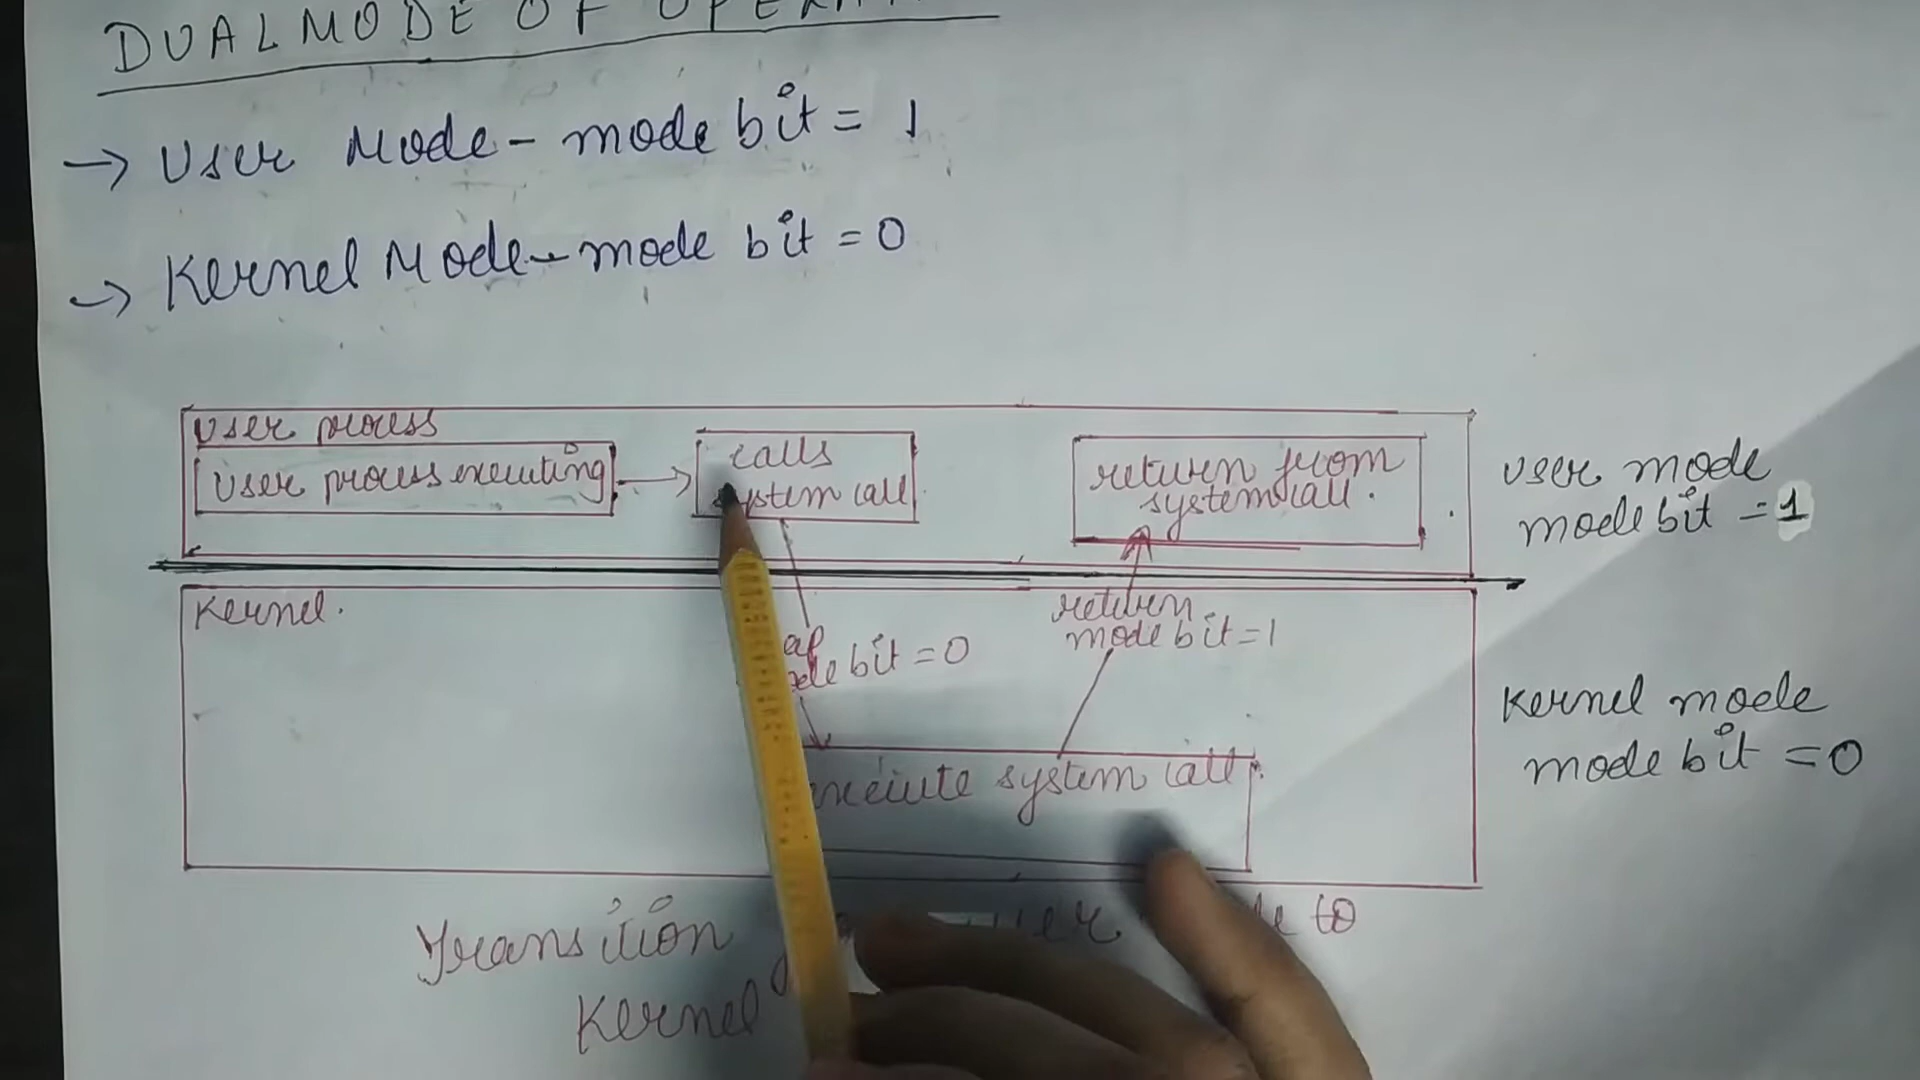 DUAL MODE OF
→ User Mode - mode bit = 1
→ Kernel Mode - mode bit = 0
User process
User process executing
calls
system call
return from
system call.
user mode
mode bit = 1
Kernel.
bit = 0
return
mode bit = 1
execute system call
Kernel mode
mode bit = 0
Transition to
Kernel